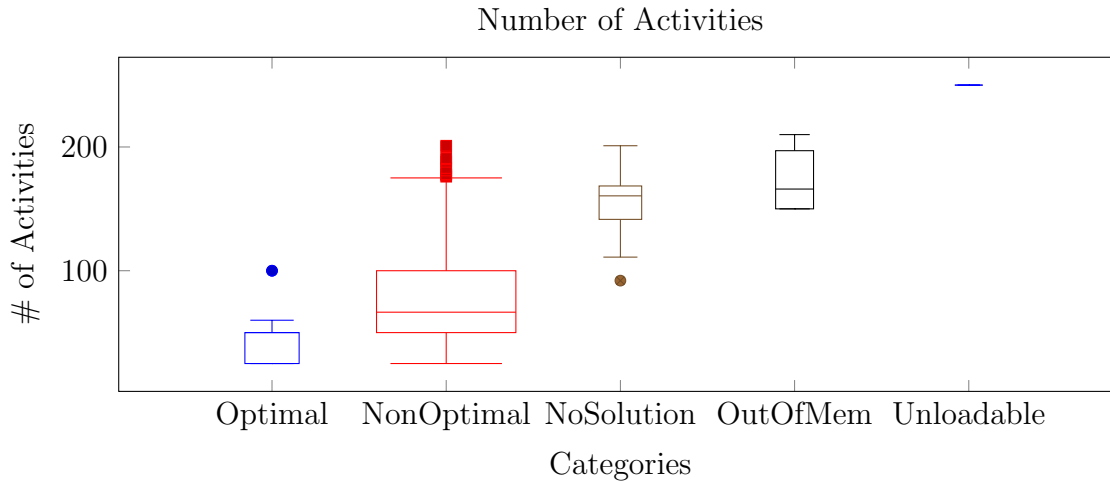 Number of Activities
# of Activities
200
100
Optimal NonOptimal NoSolution OutOfMem Unloadable
Categories